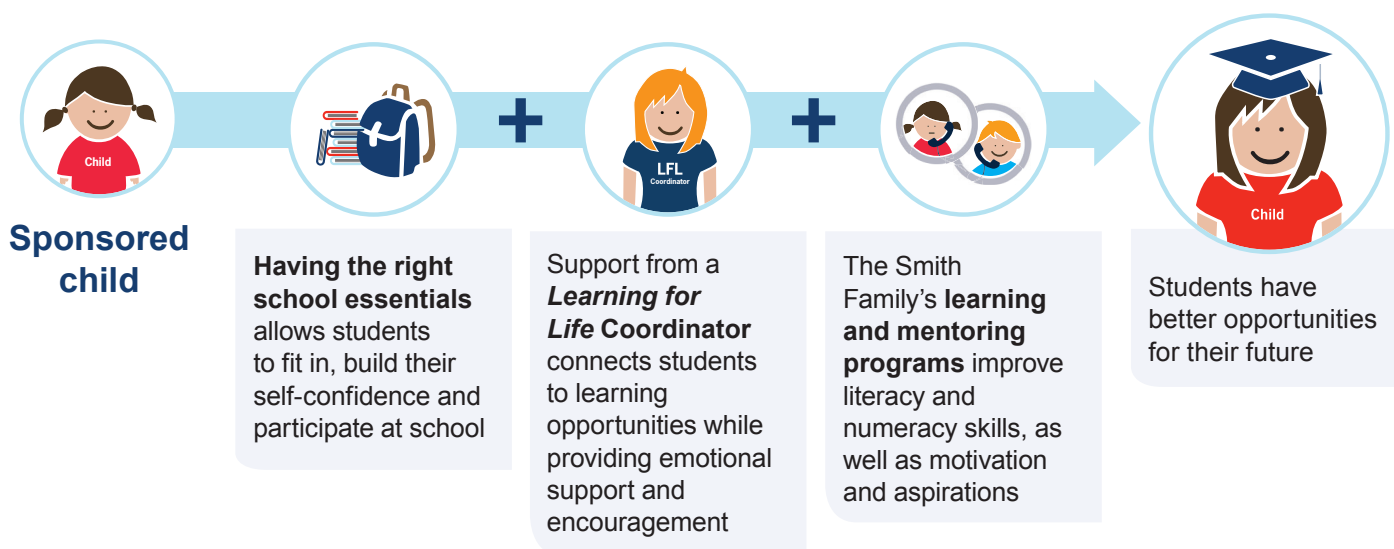 Child
LFL
Coordinator
Child
Sponsored
child
Having the right
school essentials
allows students
to fit in, build their
self-confidence and
participate at school
Support from a
Learning for
Life Coordinator
connects students
to learning
opportunities while
providing emotional
support and
encouragement
The Smith
Family’s learning
and mentoring
programs improve
literacy and
numeracy skills, as
well as motivation
and aspirations
Students have
better opportunities
for their future